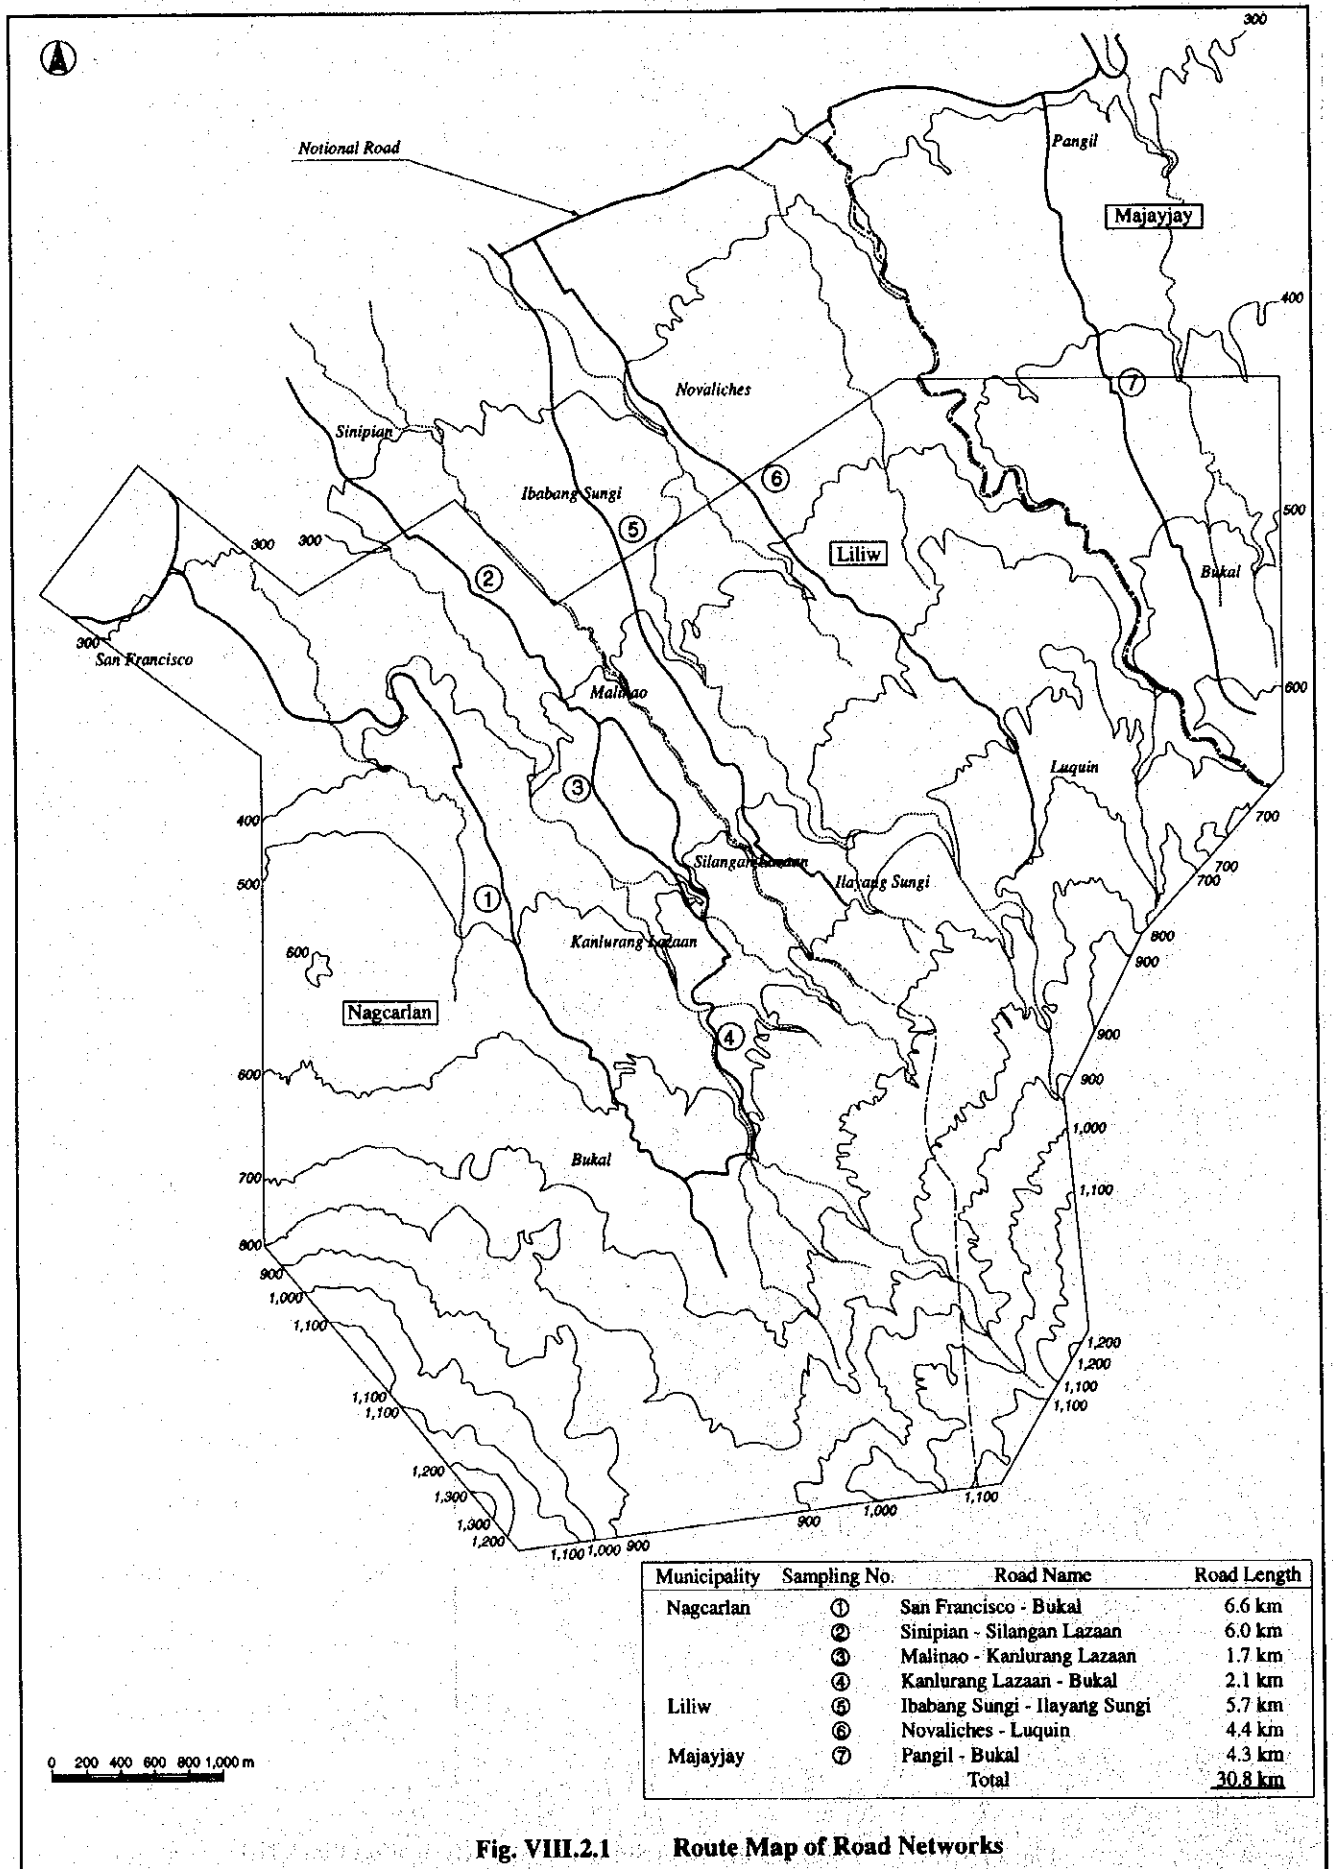 300
Notional Road
Pangil
Majayjay
400
7
Novaliches
Sinipian
6
Ibabang Sungi
5
500
300
300
Liliw
2
Bukal
300
San Francisco
Malinao
600
Luquin
3
400
700
Silangan Lazaan
700
700
500
Ilayang Sungi
1
Kanlurang Lazaan
800
600
900
Nagcarlan
4
900
600
900
1,000
Bukal
700
1,100
800
900
1,000
1,100
1,200
1,200
1,100
1,100
1,100
1,100
1,200
1,300
1,300
1,200
1,100 1,000 900
900
1,000
1,100
Municipality Sampling No. Road Name Road Length
Nagcarlan ① San Francisco - Bukal 6.6 km
② Sinipian - Silangan Lazaan 6.0 km
③ Malinao - Kanlurang Lazaan 1.7 km
④ Kanlurang Lazaan - Bukal 2.1 km
Liliw ⑤ Ibabang Sungi - Ilayang Sungi 5.7 km
⑥ Novaliches - Luquin 4.4 km
Majayjay ⑦ Pangil - Bukal 4.3 km
Total 30.8 km
0 200 400 600 800 1,000 m
Fig. VIII.2.1 Route Map of Road Networks